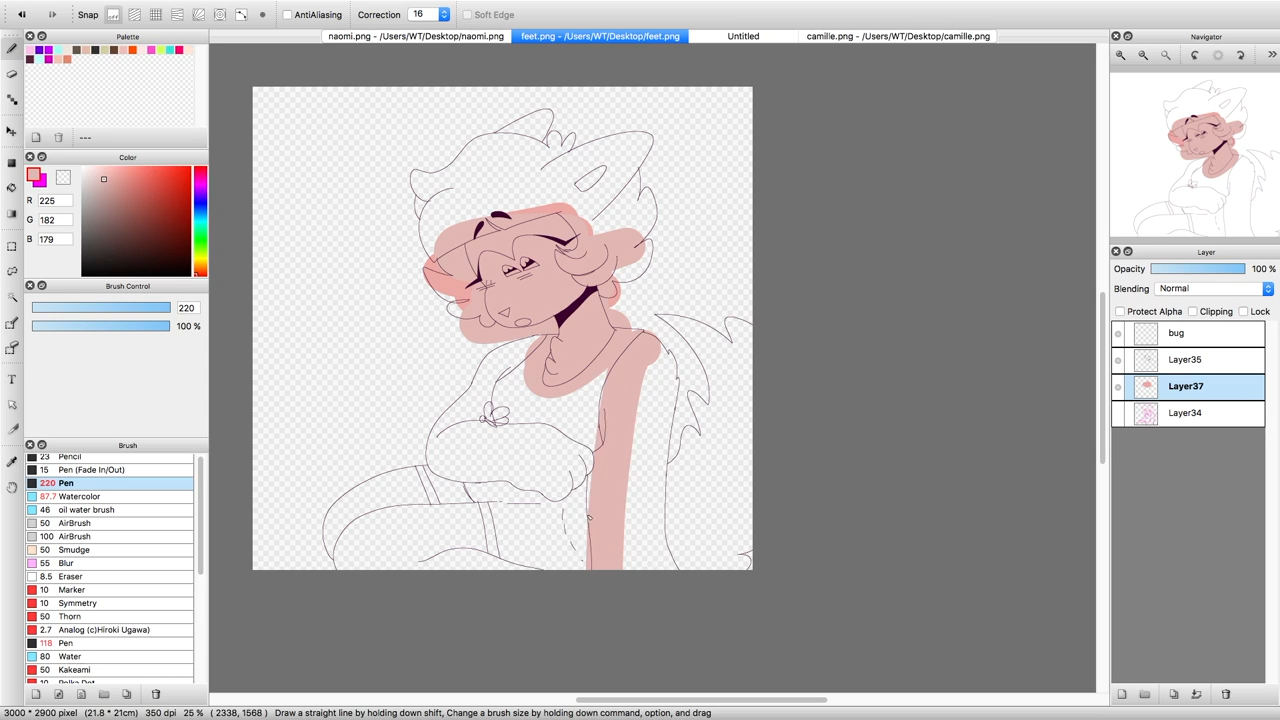 Snap
off
AntiAliasing
Correction 16
Soft Edge
naomi.png - /Users/WT/Desktop/naomi.png
feet.png - /Users/WT/Desktop/feet.png
Untitled
camille.png - /Users/WT/Desktop/camille.png
Palette
---
Color
R 225
G 182
B 179
Brush Control
220
100 %
Brush
23 Pencil
15 Pen (Fade In/Out)
220 Pen
87.7 Watercolor
46 oil water brush
50 AirBrush
100 AirBrush
50 Smudge
55 Blur
8.5 Eraser
10 Marker
10 Symmetry
50 Thorn
2.7 Analog (c)Hiroki Ugawa)
118 Pen
80 Water
50 Kakeami
10 Polka Dot
Navigator
Layer
Opacity 100 %
Blending Normal
Protect Alpha Clipping Lock
bug
Layer35
Layer37
Layer34
3000 * 2900 pixel (21.8 * 21cm) 350 dpi 25 % ( 2338, 1568 ) Draw a straight line by holding down shift, Change a brush size by holding down command, option, and drag